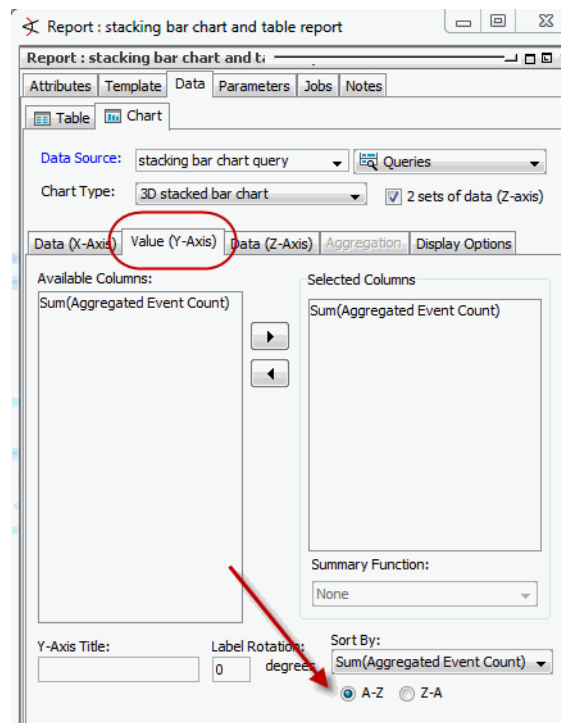 Report : stacking bar chart and table report
Report : stacking bar chart and ta
Attributes Template Data Parameters Jobs Notes
Table Chart
Data Source: stacking bar chart query Queries
Chart Type: 3D stacked bar chart 2 sets of data (Z-axis)
Data (X-Axis) Value (Y-Axis) Data (Z-Axis) Aggregation Display Options
Available Columns: Selected Columns
Sum(Aggregated Event Count) Sum(Aggregated Event Count)
Summary Function:
None
Y-Axis Title: Label Rotation: Sort By:
0 degrees Sum(Aggregated Event Count)
A-Z Z-A